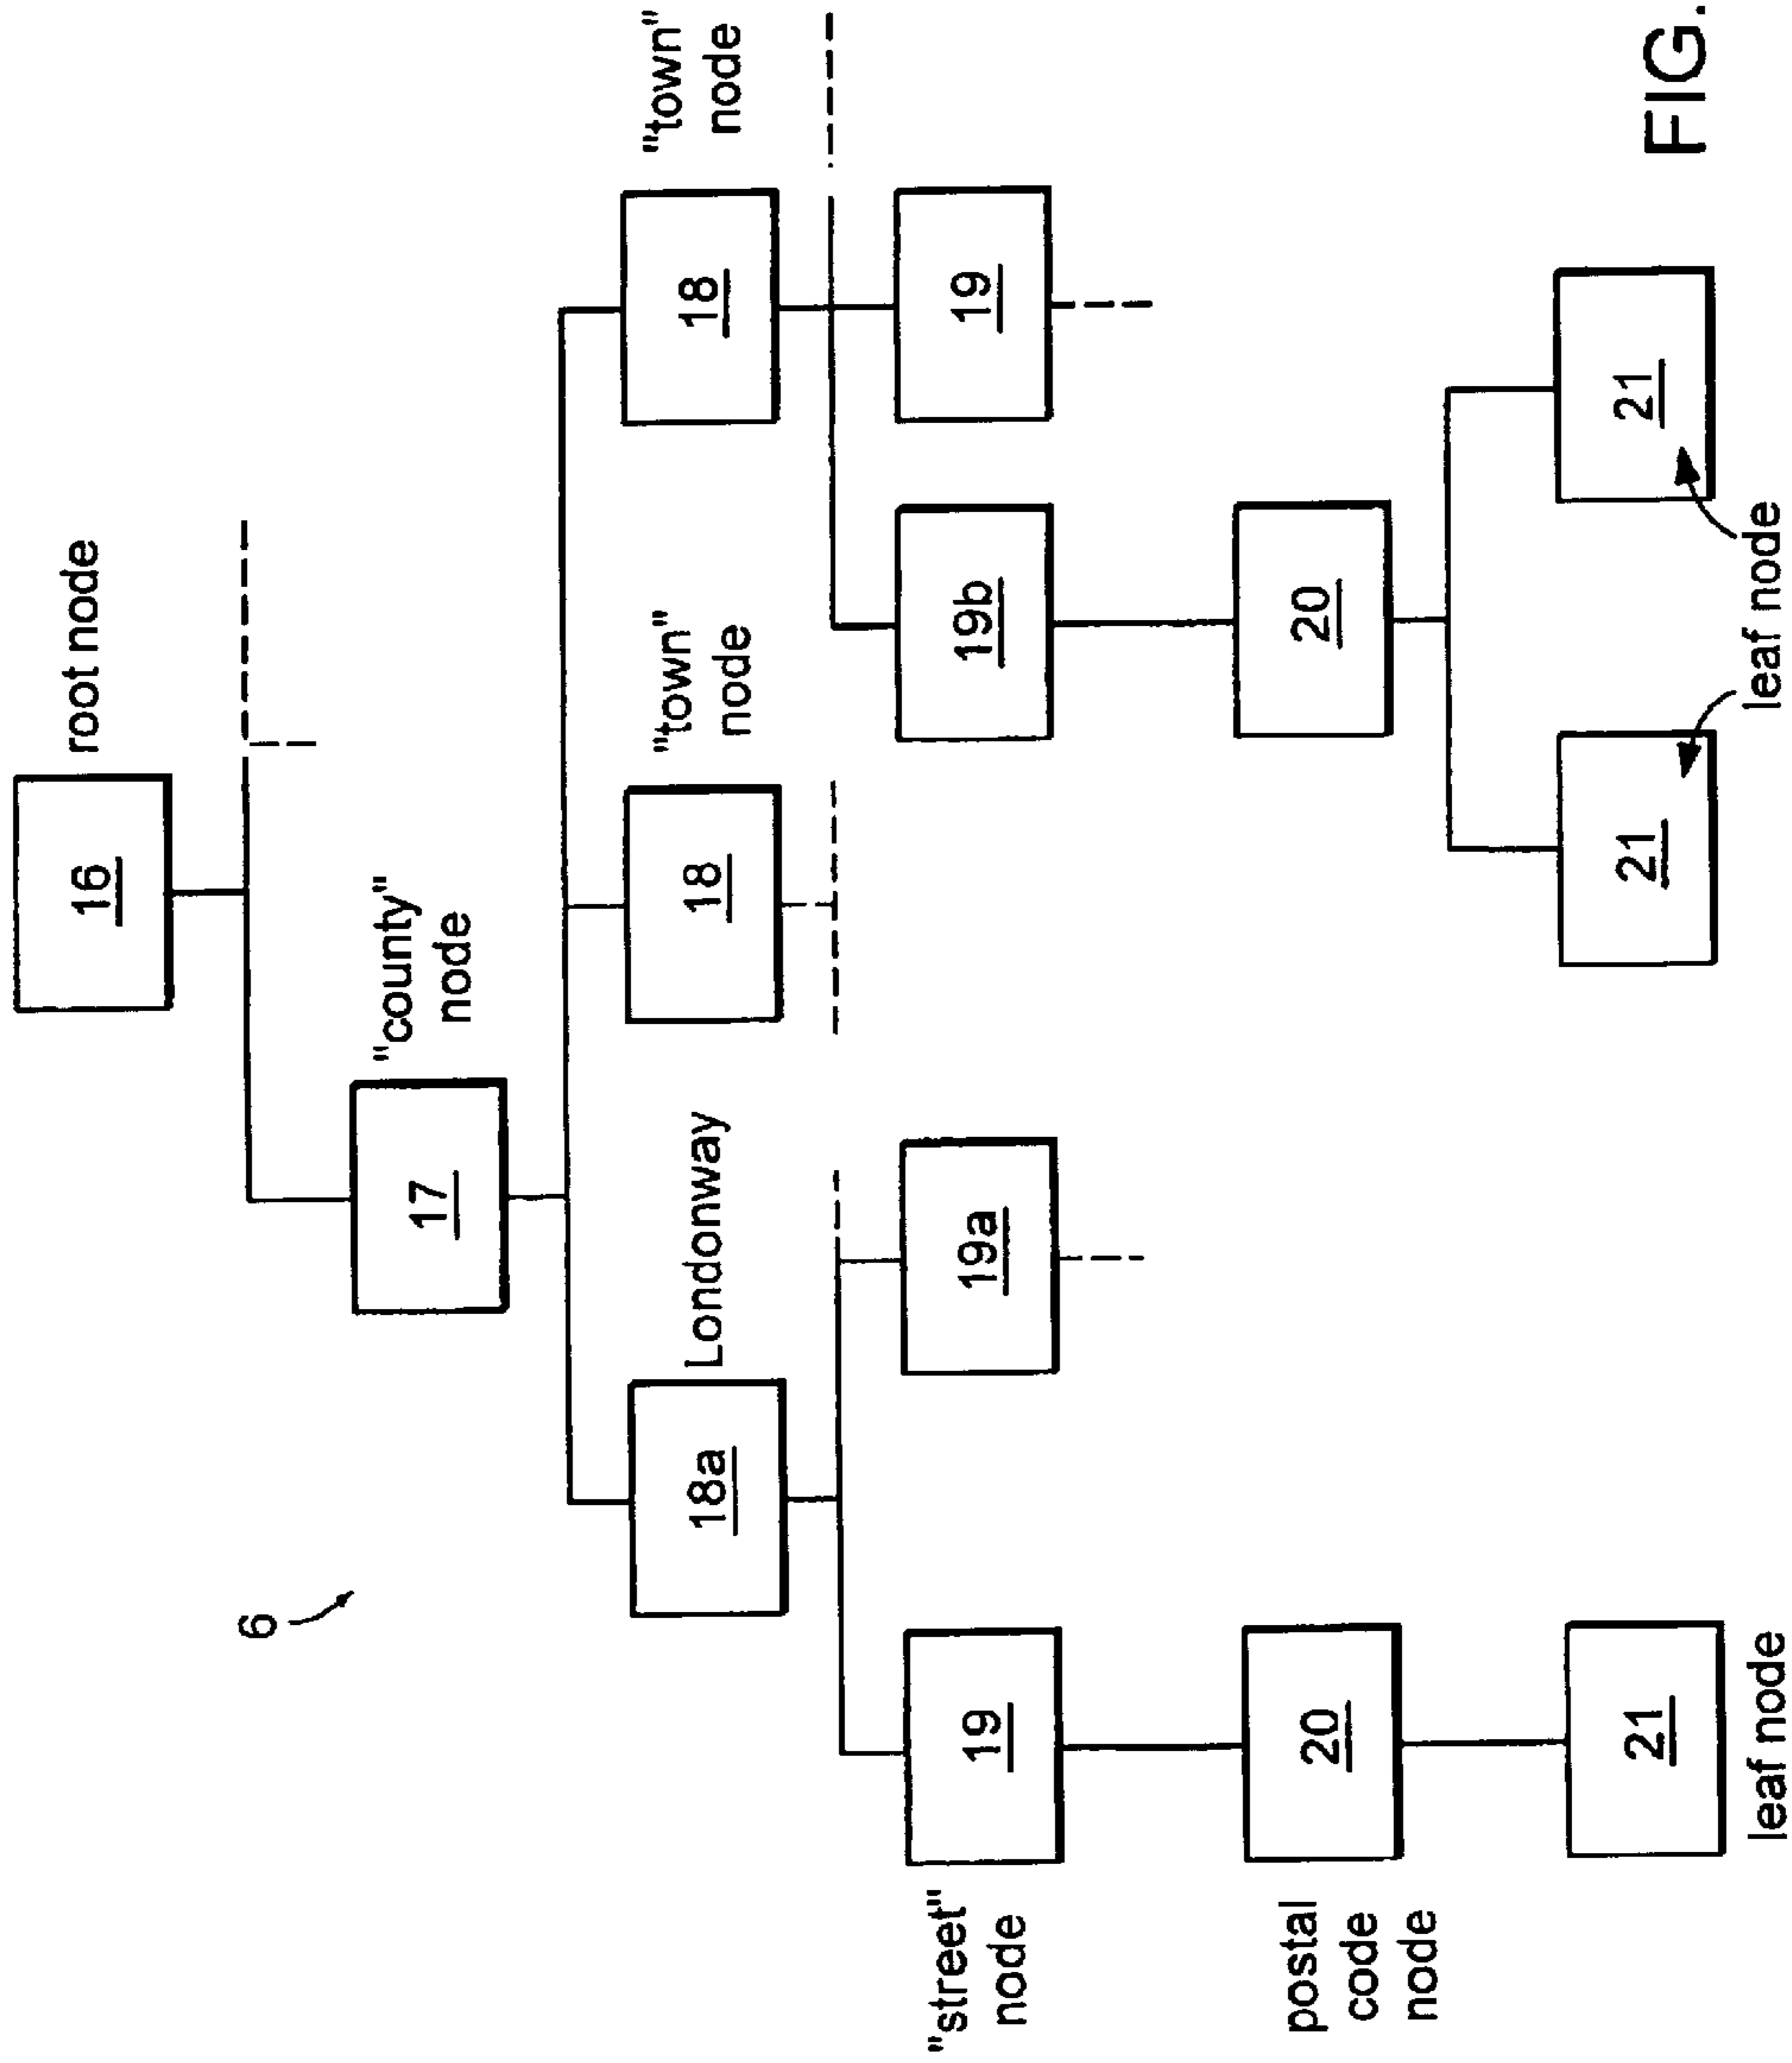 16
root node
6
17
"county"
node
18a
Londonway
18
"town"
node
18
"town"
node
"street"
node
19
19a
19b
19
postal
code
node
20
20
21
21
21
FIG.
leaf node
leaf node